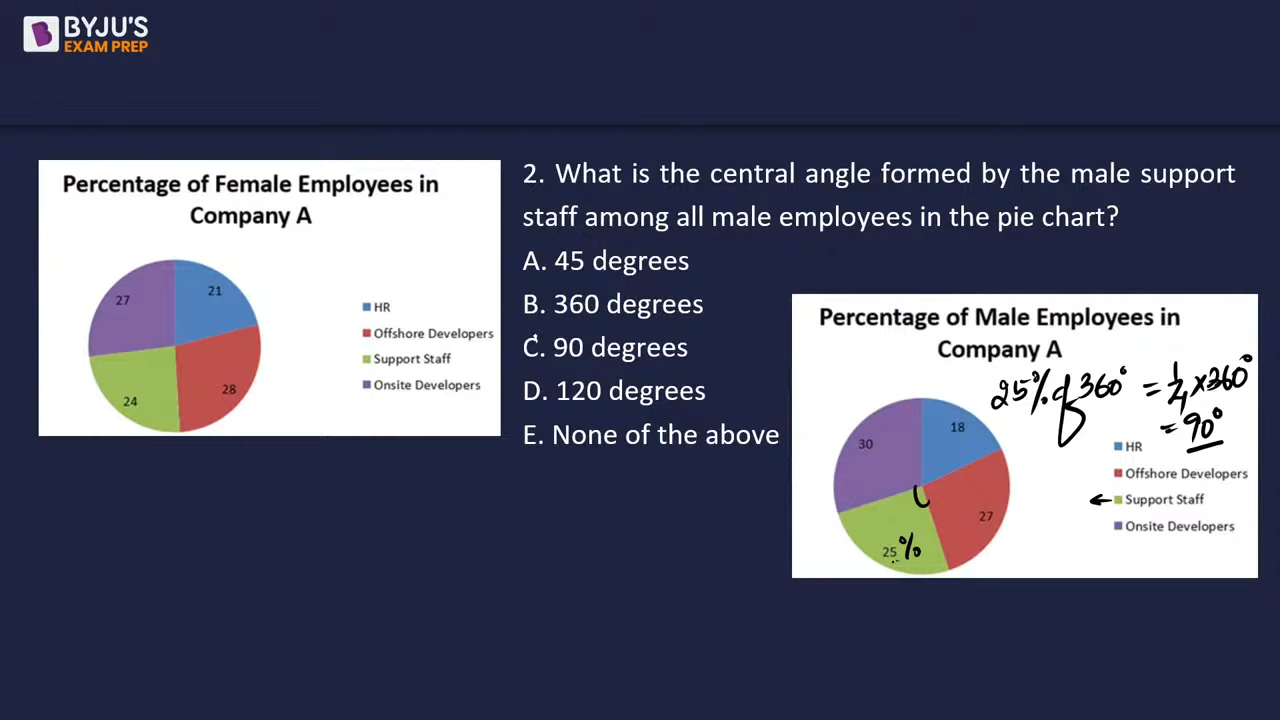 BYJU'S
EXAM PREP
Percentage of Female Employees in
Company A
27
21
24
28
HR
Offshore Developers
Support Staff
Onsite Developers
2. What is the central angle formed by the male support
staff among all male employees in the pie chart?
A. 45 degrees
B. 360 degrees
C. 90 degrees
D. 120 degrees
E. None of the above
Percentage of Male Employees in
Company A
25% of 360° = 1/4 × 360°
= 90°
30
18
27
25%
HR
Offshore Developers
Support Staff
Onsite Developers